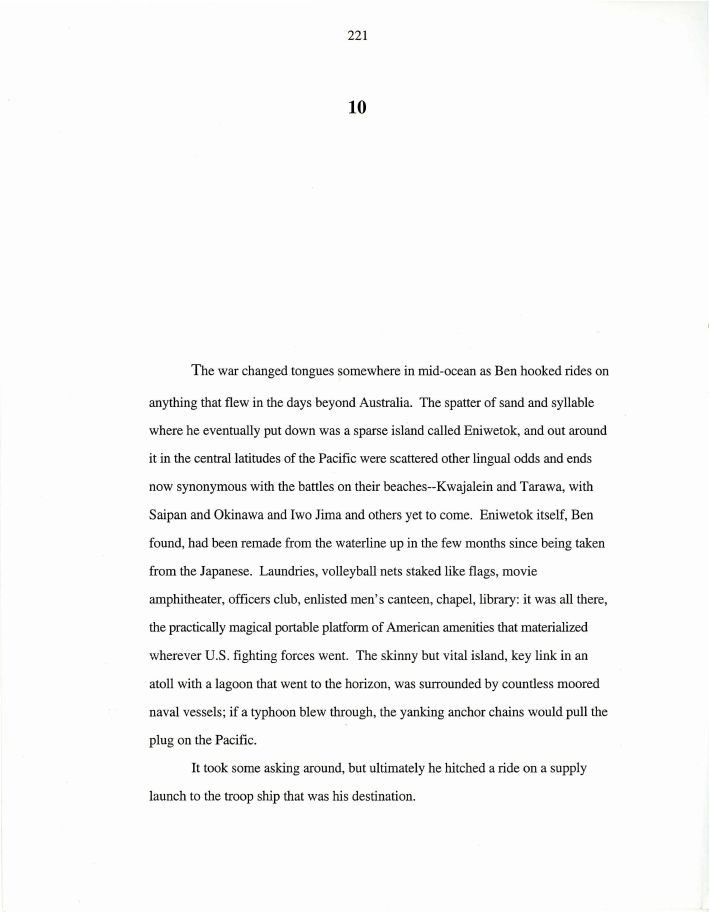 221
10
The war changed tongues somewhere in mid-ocean as Ben hooked rides on
anything that flew in the days beyond Australia. The spatter of sand and syllable
where he eventually put down was a sparse island called Eniwetok, and out around
it in the central latitudes of the Pacific were scattered other lingual odds and ends
now synonymous with the battles on their beaches--Kwajalein and Tarawa, with
Saipan and Okinawa and Iwo Jima and others yet to come. Eniwetok itself, Ben
found, had been remade from the waterline up in the few months since being taken
from the Japanese. Laundries, volleyball nets staked like flags, movie
amphitheater, officers club, enlisted men's canteen, chapel, library: it was all there,
the practically magical portable platform of American amenities that materialized
wherever U.S. fighting forces went. The skinny but vital island, key link in an
atoll with a lagoon that went to the horizon, was surrounded by countless moored
naval vessels; if a typhoon blew through, the yanking anchor chains would pull the
plug on the Pacific.
It took some asking around, but ultimately he hitched a ride on a supply
launch to the troop ship that was his destination.